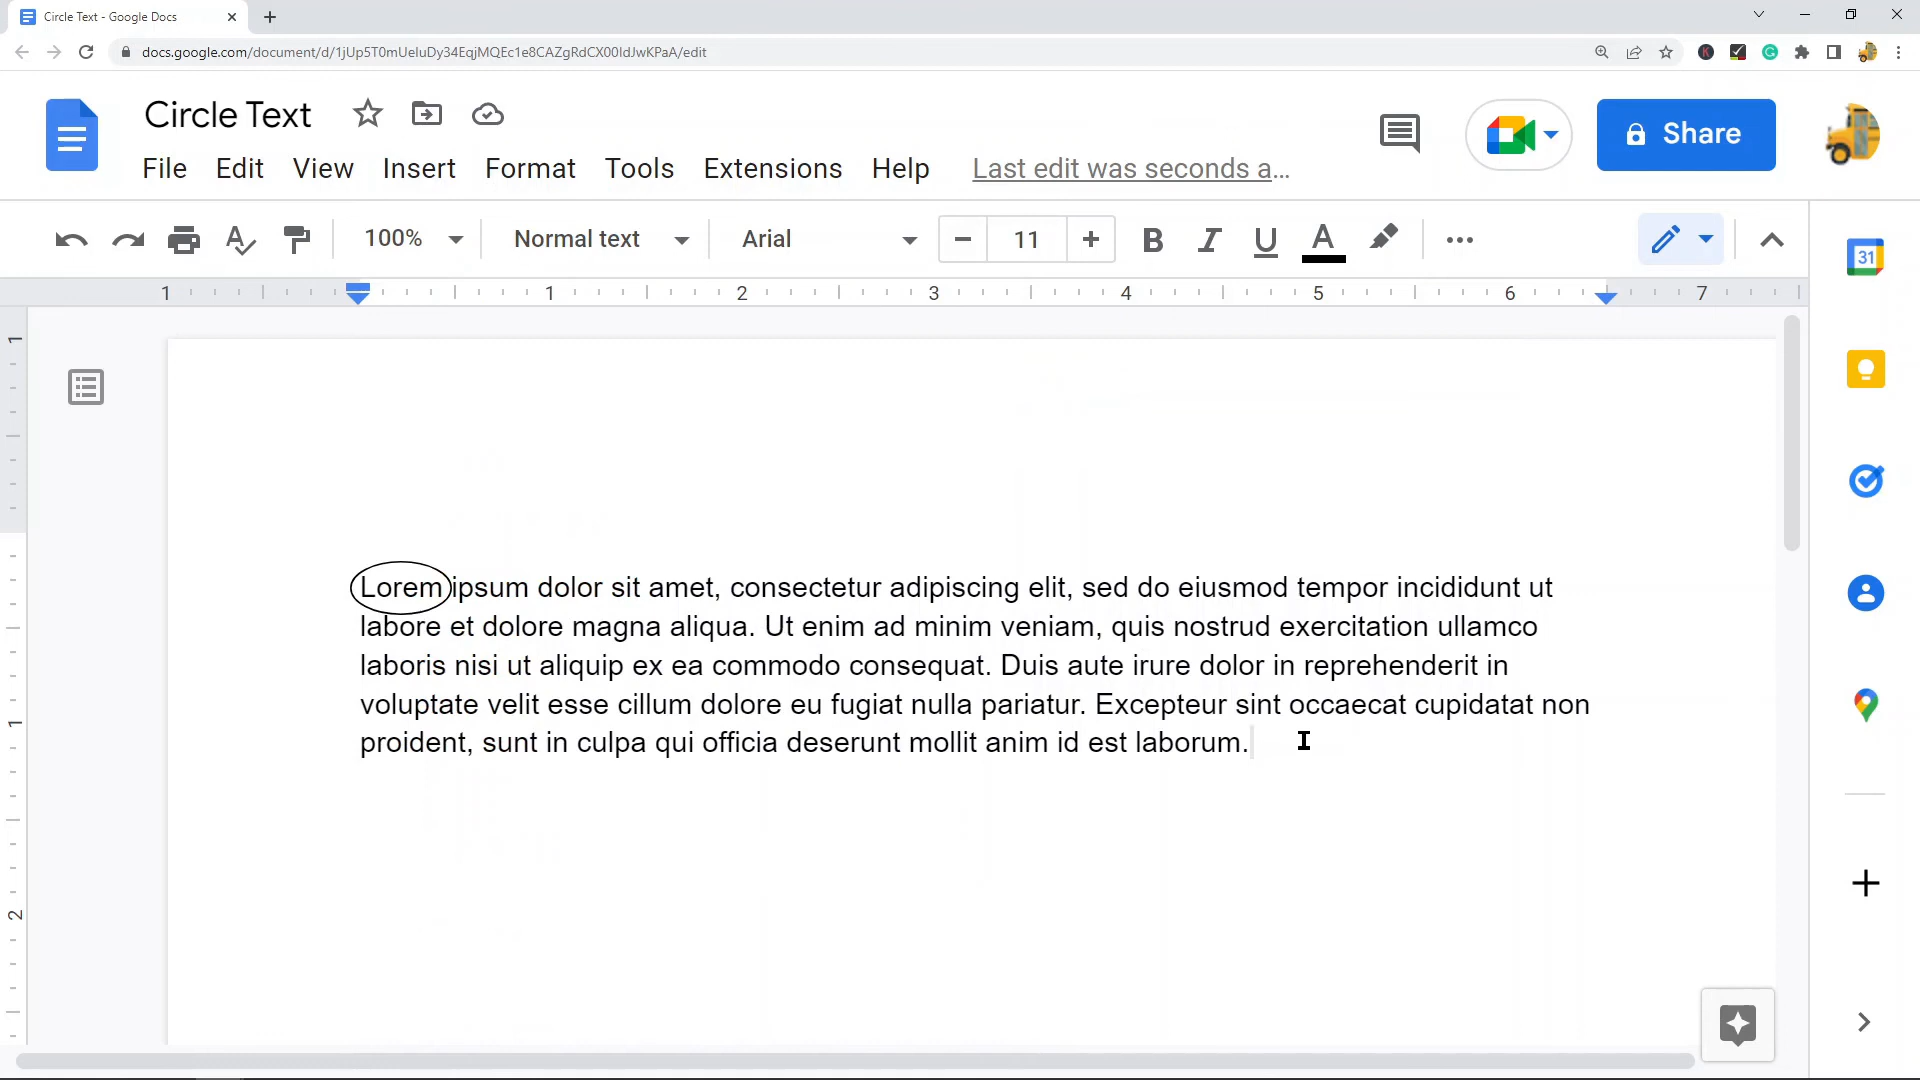 Circle Text - Google Docs
docs.google.com/document/d/1jUp5T0mUeIuDy34EqjMQEc1e8CAZgRdCX00IdJwKPaA/edit
Circle Text
Share
File Edit View Insert Format Tools Extensions Help Last edit was seconds a...
100% Normal text Arial 11 B I U A
31
1 1 2 3 4 5 6 7
1
1
2
Lorem ipsum dolor sit amet, consectetur adipiscing elit, sed do eiusmod tempor incididunt ut
labore et dolore magna aliqua. Ut enim ad minim veniam, quis nostrud exercitation ullamco
laboris nisi ut aliquip ex ea commodo consequat. Duis aute irure dolor in reprehenderit in
voluptate velit esse cillum dolore eu fugiat nulla pariatur. Excepteur sint occaecat cupidatat non
proident, sunt in culpa qui officia deserunt mollit anim id est laborum.